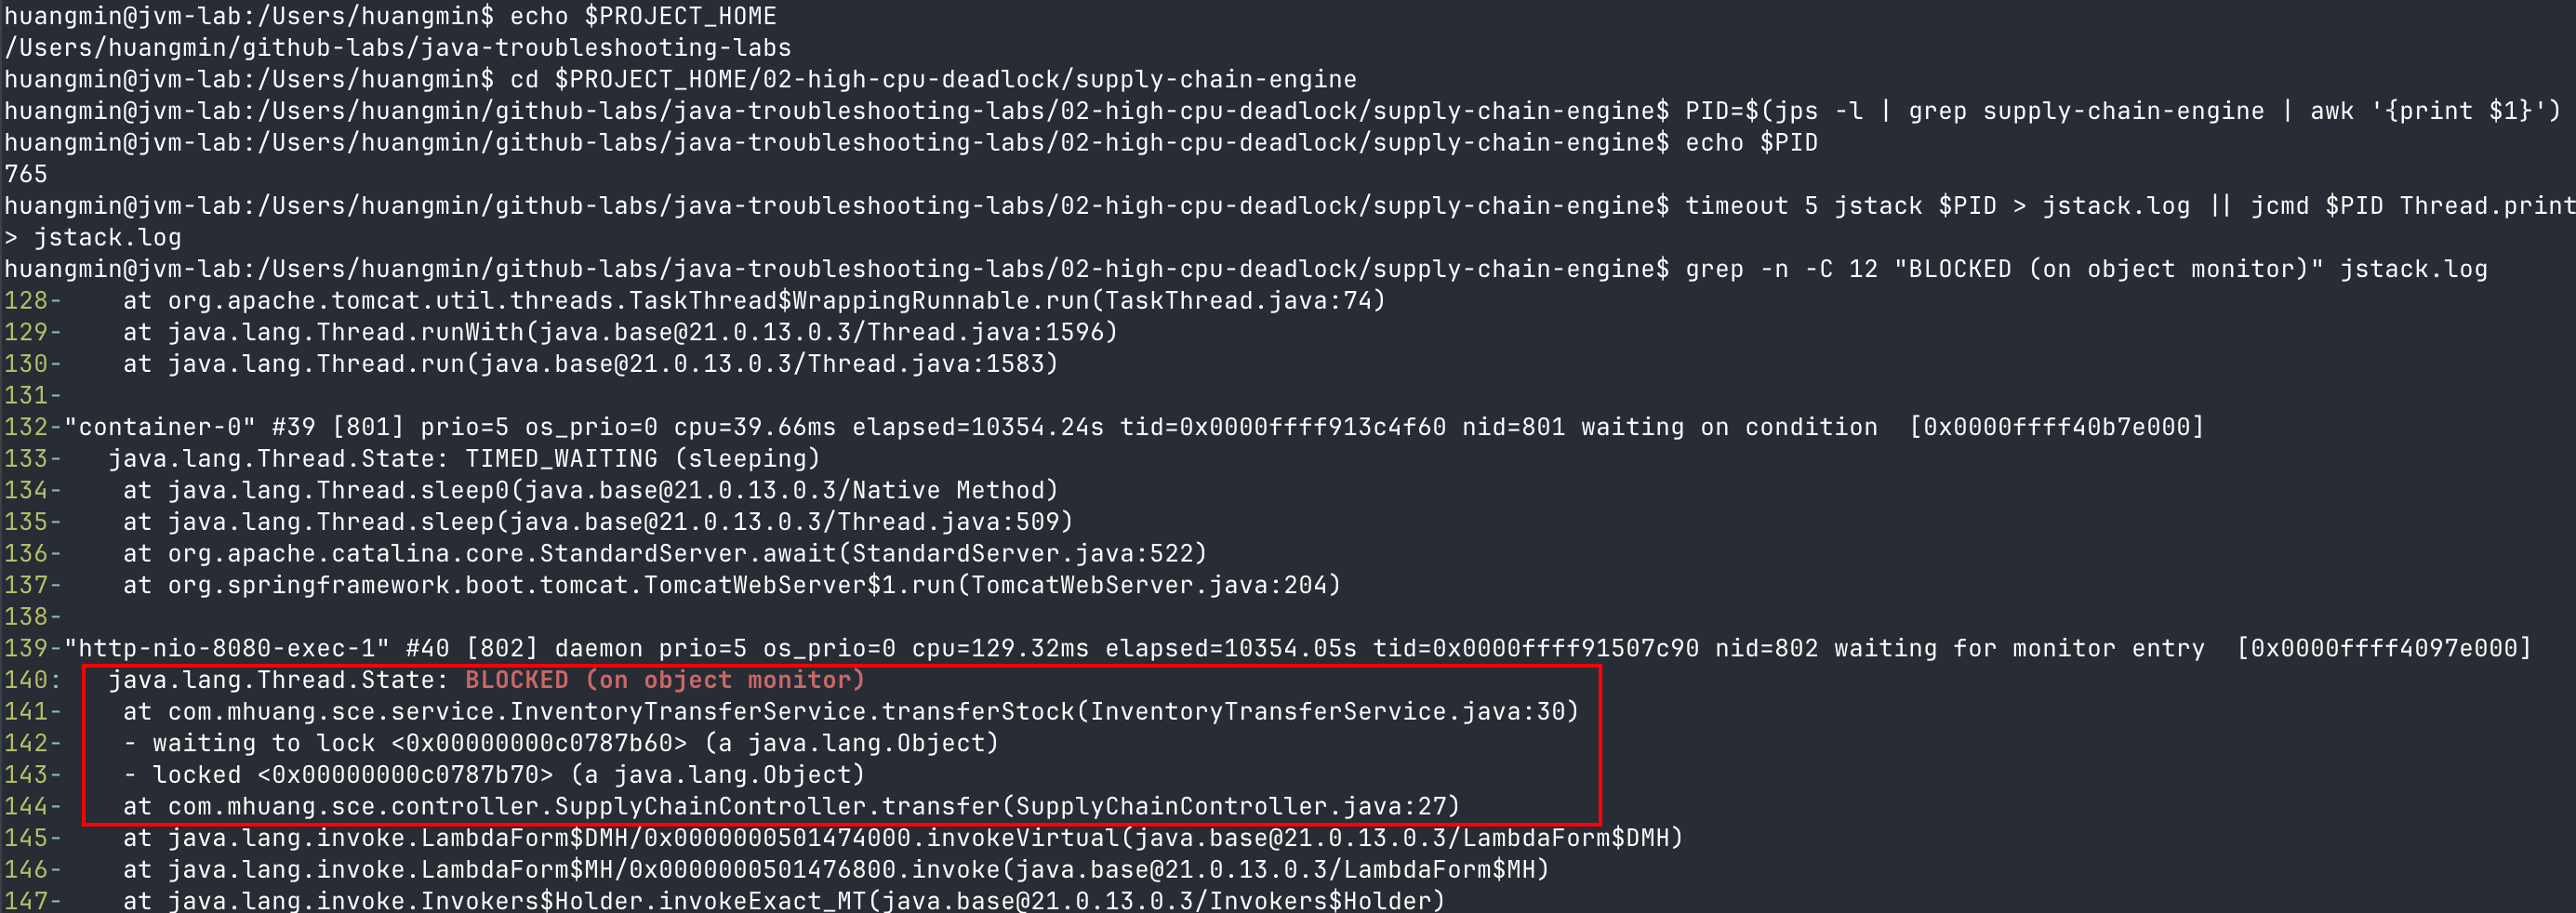 huangmin@jvm-lab:/Users/huangmin$ echo $PROJECT_HOME
/Users/huangmin/github-labs/java-troubleshooting-labs
huangmin@jvm-lab:/Users/huangmin$ cd $PROJECT_HOME/02-high-cpu-deadlock/supply-chain-engine
huangmin@jvm-lab:/Users/huangmin/github-labs/java-troubleshooting-labs/02-high-cpu-deadlock/supply-chain-engine$ PID=$(jps -l | grep supply-chain-engine | awk '{print $1}')
huangmin@jvm-lab:/Users/huangmin/github-labs/java-troubleshooting-labs/02-high-cpu-deadlock/supply-chain-engine$ echo $PID
765
huangmin@jvm-lab:/Users/huangmin/github-labs/java-troubleshooting-labs/02-high-cpu-deadlock/supply-chain-engine$ timeout 5 jstack $PID > jstack.log || jcmd $PID Thread.print
> jstack.log
huangmin@jvm-lab:/Users/huangmin/github-labs/java-troubleshooting-labs/02-high-cpu-deadlock/supply-chain-engine$ grep -n -C 12 "BLOCKED (on object monitor)" jstack.log
128-    at org.apache.tomcat.util.threads.TaskThread$WrappingRunnable.run(TaskThread.java:74)
129-    at java.lang.Thread.runWith(java.base@21.0.13.0.3/Thread.java:1596)
130-    at java.lang.Thread.run(java.base@21.0.13.0.3/Thread.java:1583)
131-
132-"container-0" #39 [801] prio=5 os_prio=0 cpu=39.66ms elapsed=10354.24s tid=0x0000ffff913c4f60 nid=801 waiting on condition  [0x0000ffff40b7e000]
133-   java.lang.Thread.State: TIMED_WAITING (sleeping)
134-    at java.lang.Thread.sleep0(java.base@21.0.13.0.3/Native Method)
135-    at java.lang.Thread.sleep(java.base@21.0.13.0.3/Thread.java:509)
136-    at org.apache.catalina.core.StandardServer.await(StandardServer.java:522)
137-    at org.springframework.boot.tomcat.TomcatWebServer$1.run(TomcatWebServer.java:204)
138-
139-"http-nio-8080-exec-1" #40 [802] daemon prio=5 os_prio=0 cpu=129.32ms elapsed=10354.05s tid=0x0000ffff91507c90 nid=802 waiting for monitor entry  [0x0000ffff4097e000]
140:   java.lang.Thread.State: BLOCKED (on object monitor)
141-    at com.mhuang.sce.service.InventoryTransferService.transferStock(InventoryTransferService.java:30)
142-    - waiting to lock <0x00000000c0787b60> (a java.lang.Object)
143-    - locked <0x00000000c0787b70> (a java.lang.Object)
144-    at com.mhuang.sce.controller.SupplyChainController.transfer(SupplyChainController.java:27)
145-    at java.lang.invoke.LambdaForm$DMH/0x0000000501474000.invokeVirtual(java.base@21.0.13.0.3/LambdaForm$DMH)
146-    at java.lang.invoke.LambdaForm$MH/0x0000000501476800.invoke(java.base@21.0.13.0.3/LambdaForm$MH)
147-    at java.lang.invoke.Invokers$Holder.invokeExact_MT(java.base@21.0.13.0.3/Invokers$Holder)